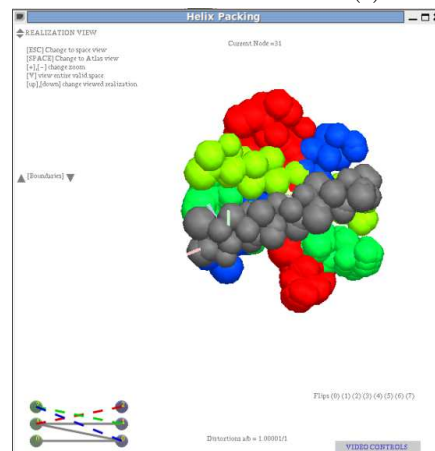 Helix Packing
REALIZATION VIEW
Current Node =31
[ESC] Change to space view
[SPACE] Change to Atlas view
[+],[-] change zoom
[V] view entire valid space
[up],[down] change viewed realization
[Boundaries]
Flips (0) (1) (2) (3) (4) (5) (6) (7)
Distortions a/b = 1.00001/1
VIDEO CONTROLS